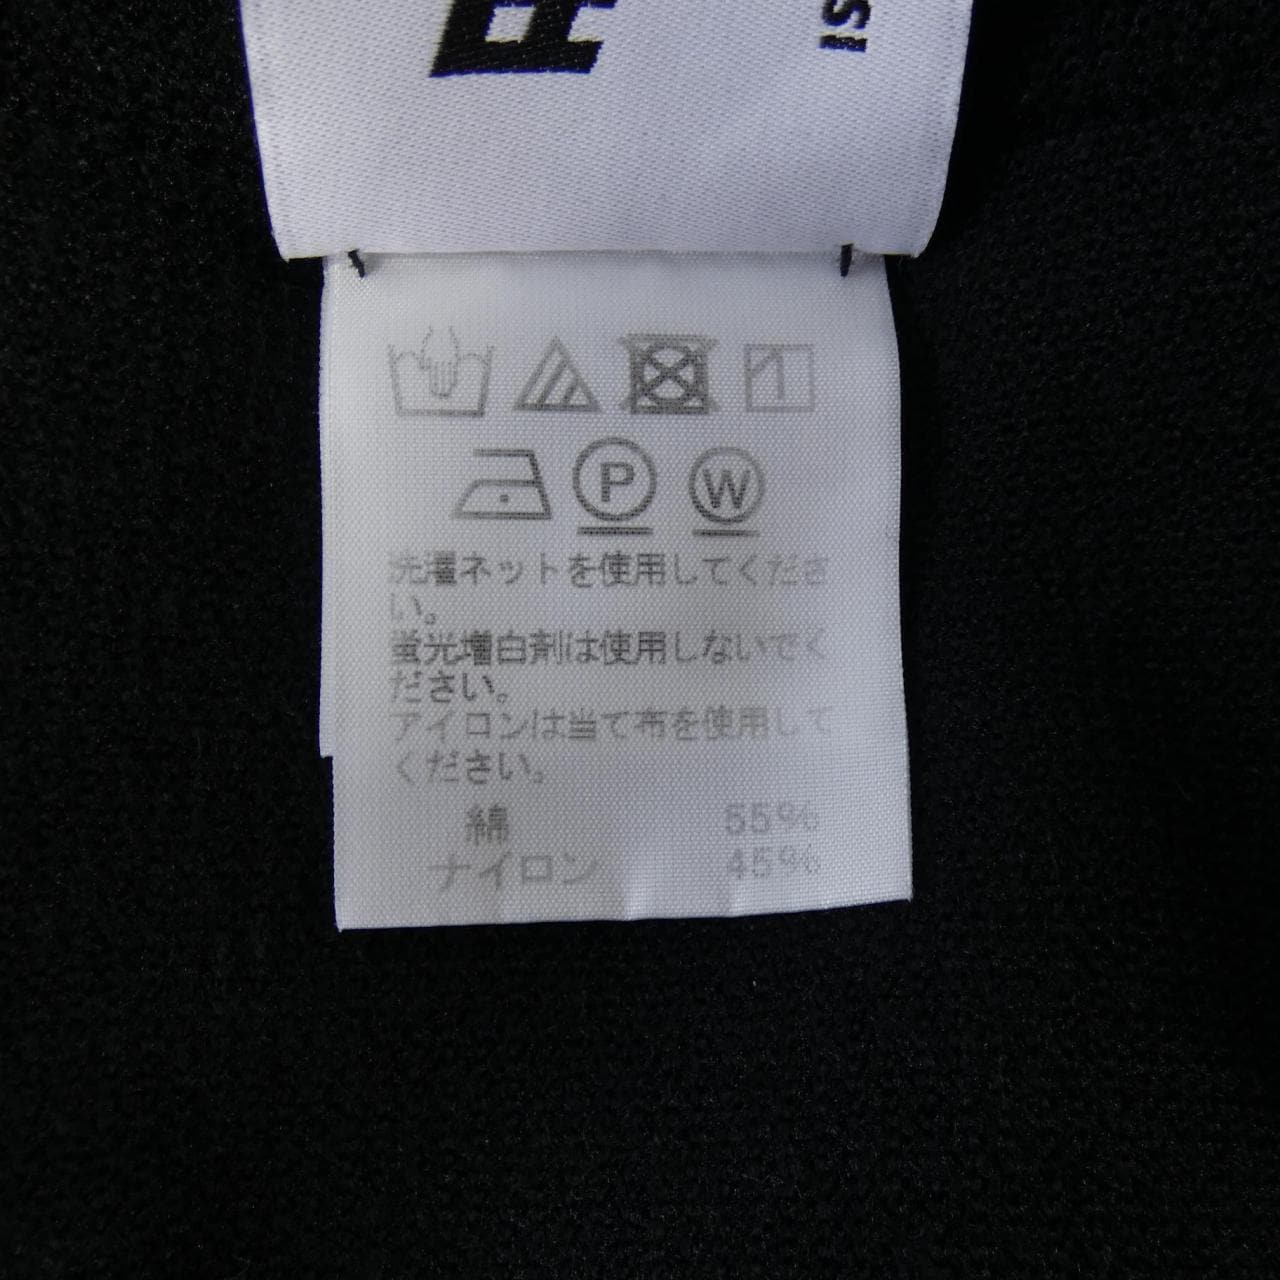 IS
P
W
洗濯ネットを使用してくださ
い。
蛍光増白剤は使用しないでく
ださい。
アイロンは当て布を使用して
ください。
綿 55%
ナイロン 45%